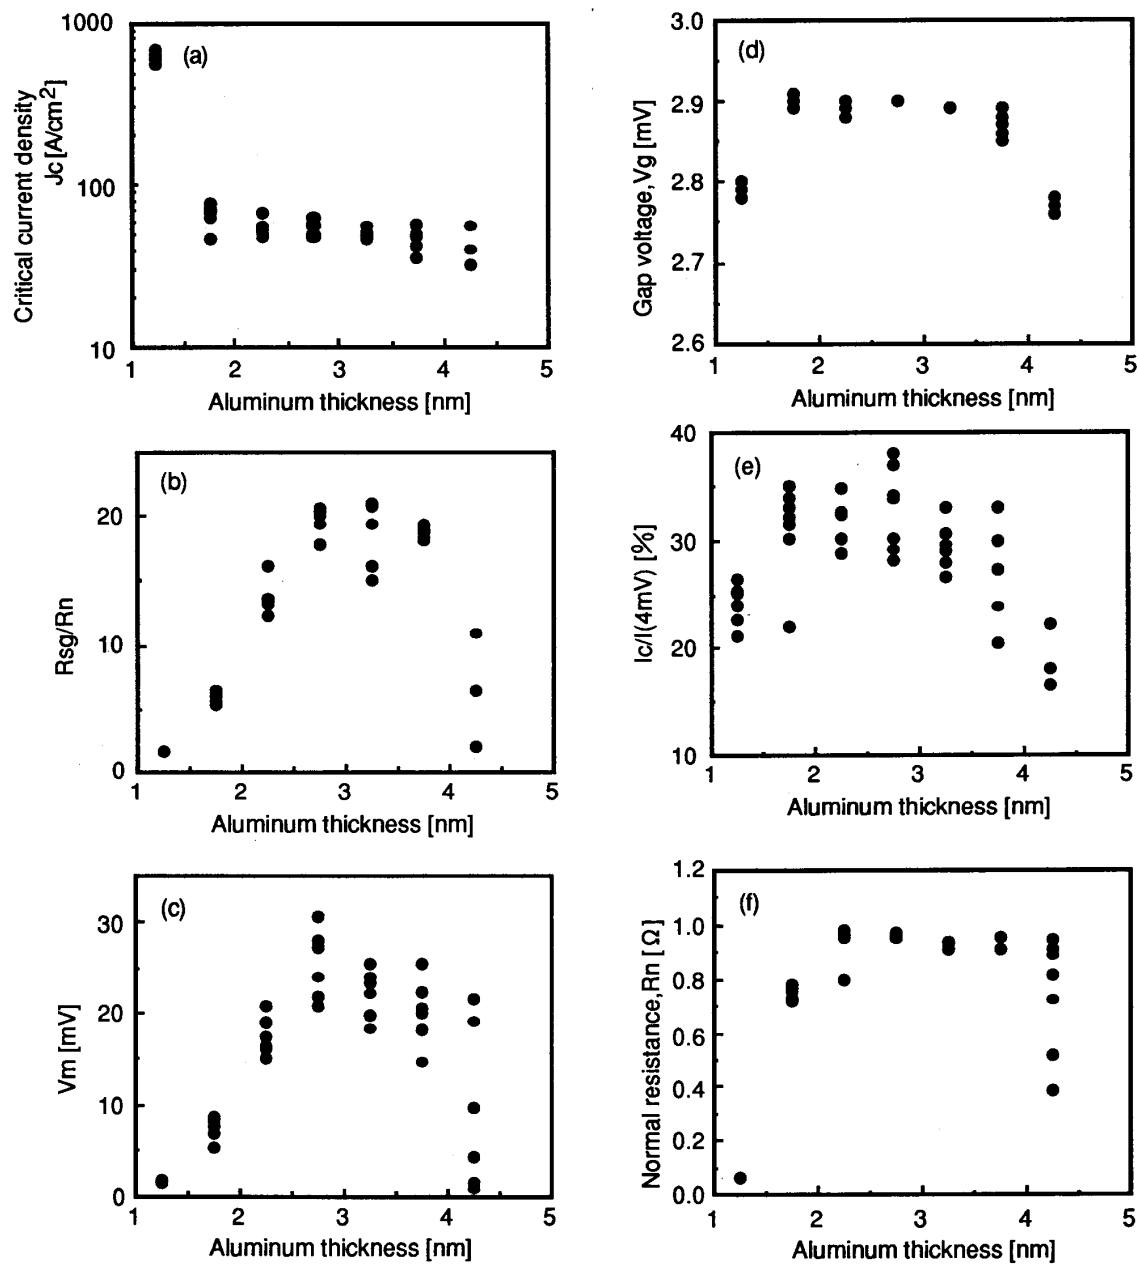 (a)
1000
100
10
Critical current density
Jc [A/cm²]
1 2 3 4 5
Aluminum thickness [nm]
(d)
3.0
2.9
2.8
2.7
2.6
Gap voltage,Vg [mV]
1 2 3 4 5
Aluminum thickness [nm]
(b)
20
10
0
Rsg/Rn
1 2 3 4 5
Aluminum thickness [nm]
(e)
40
30
20
10
Ic/I(4mV) [%]
1 2 3 4 5
Aluminum thickness [nm]
(c)
30
20
10
0
Vm [mV]
1 2 3 4 5
Aluminum thickness [nm]
(f)
1.2
1.0
0.8
0.6
0.4
0.2
0.0
Normal resistance,Rn [Ω]
1 2 3 4 5
Aluminum thickness [nm]